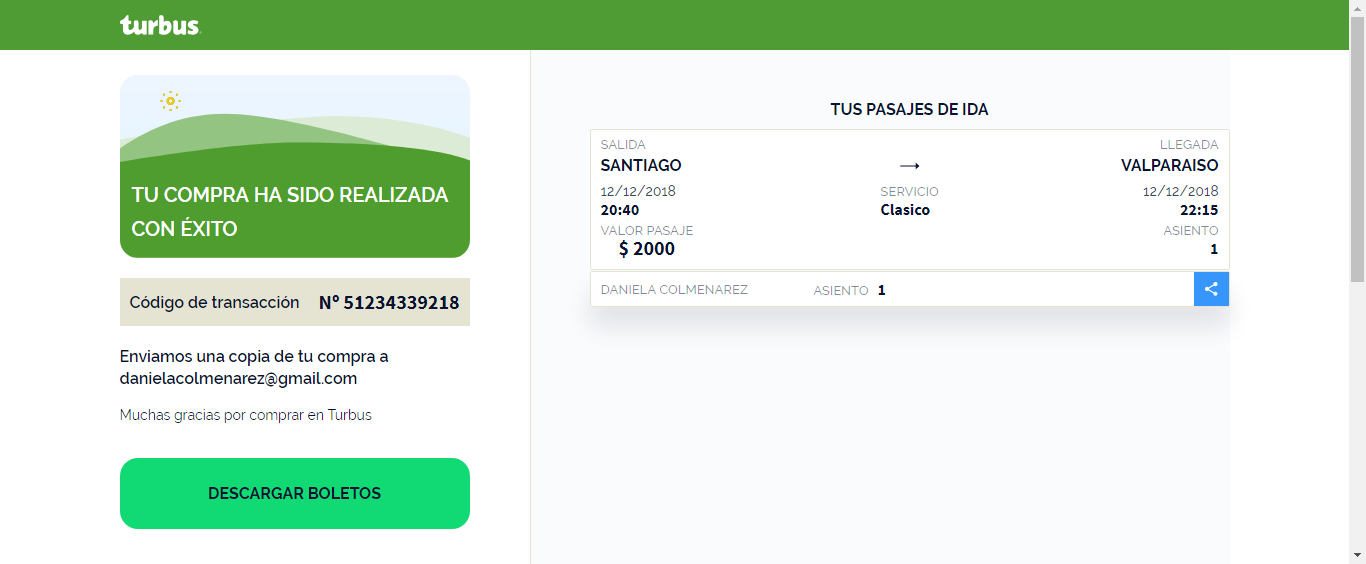 turbus
TU COMPRA HA SIDO REALIZADA
CON ÉXITO
Código de transacción Nº 51234339218
Enviamos una copia de tu compra a
danielacolmenarez@gmail.com
Muchas gracias por comprar en Turbus
DESCARGAR BOLETOS
TUS PASAJES DE IDA
SALIDA LLEGADA
SANTIAGO → VALPARAISO
12/12/2018 SERVICIO 12/12/2018
20:40 Clasico 22:15
VALOR PASAJE ASIENTO
$ 2000 1
DANIELA COLMENAREZ ASIENTO 1